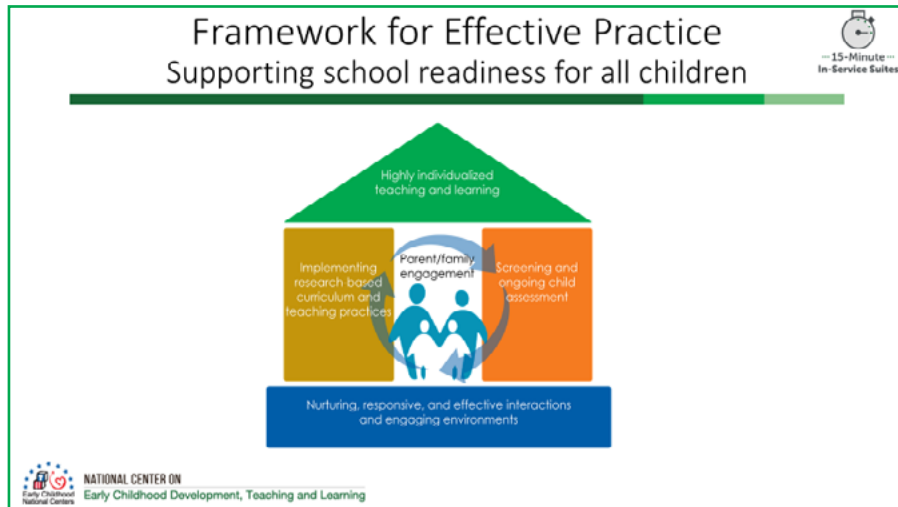 Framework for Effective Practice
Supporting school readiness for all children
15-Minute
In-Service Suites
Highly individualized
teaching and learning
Implementing
research based
curriculum and
teaching practices
Parent/family
engagement
Screening and
ongoing child
assessment
Nurturing, responsive, and effective interactions
and engaging environments
Early Childhood
National Centers
NATIONAL CENTER ON
Early Childhood Development, Teaching and Learning